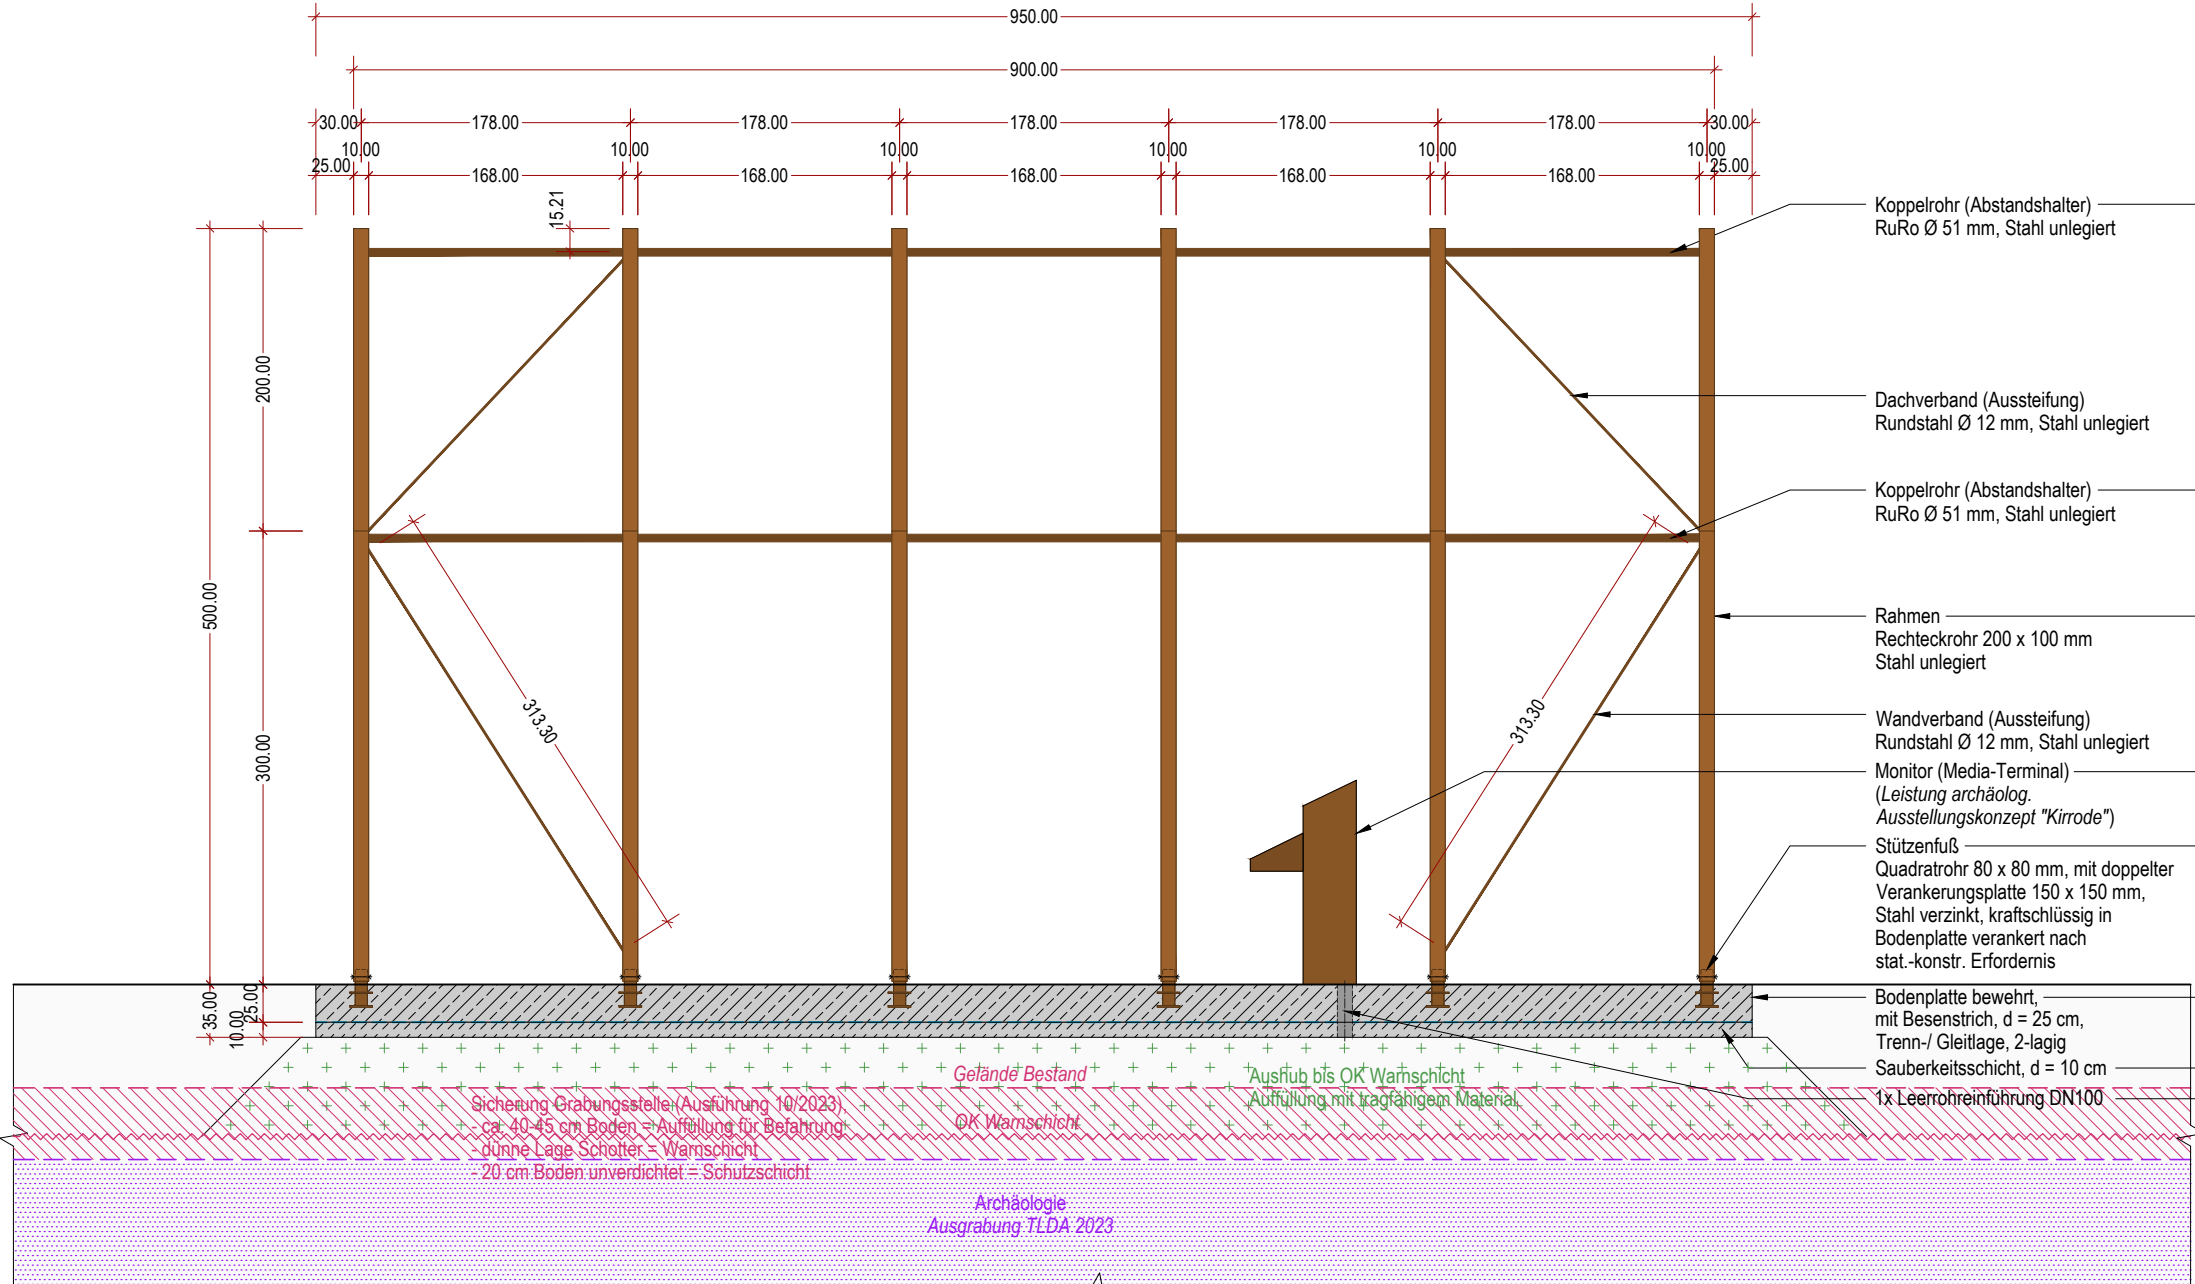 950.00
900.00
30.00 178.00 178.00 178.00 178.00 178.00 30.00
10.00 10.00 10.00 10.00 10.00 10.00
25.00 168.00 168.00 168.00 168.00 168.00 25.00
15.21
200.00
500.00
300.00
313.30
313.30
35.00
25.00
10.00
Koppelrohr (Abstandshalter)
RuRo Ø 51 mm, Stahl unlegiert
Dachverband (Aussteifung)
Rundstahl Ø 12 mm, Stahl unlegiert
Koppelrohr (Abstandshalter)
RuRo Ø 51 mm, Stahl unlegiert
Rahmen
Rechteckrohr 200 x 100 mm
Stahl unlegiert
Wandverband (Aussteifung)
Rundstahl Ø 12 mm, Stahl unlegiert
Monitor (Media-Terminal)
(Leistung archäolog.
Ausstellungskonzept "Kirrode")
Stützenfuß
Quadratrohr 80 x 80 mm, mit doppelter
Verankerungsplatte 150 x 150 mm,
Stahl verzinkt, kraftschlüssig in
Bodenplatte verankert nach
stat.-konstr. Erfordernis
Bodenplatte bewehrt,
mit Besenstrich, d = 25 cm,
Trenn-/ Gleitlage, 2-lagig
Sauberkeitsschicht, d = 10 cm
1x Leerrohreinführung DN100
Gelände Bestand
Aushub bis OK Warnschicht
Auffüllung mit tragfähigem Material
Sicherung Grabungsstelle (Ausführung 10/2023),
- ca. 40-45 cm Boden = Auffüllung für Befahrung
- dünne Lage Schotter = Warnschicht
- 20 cm Boden unverdichtet = Schutzschicht
OK Warnschicht
Archäologie
Ausgrabung TLDA 2023